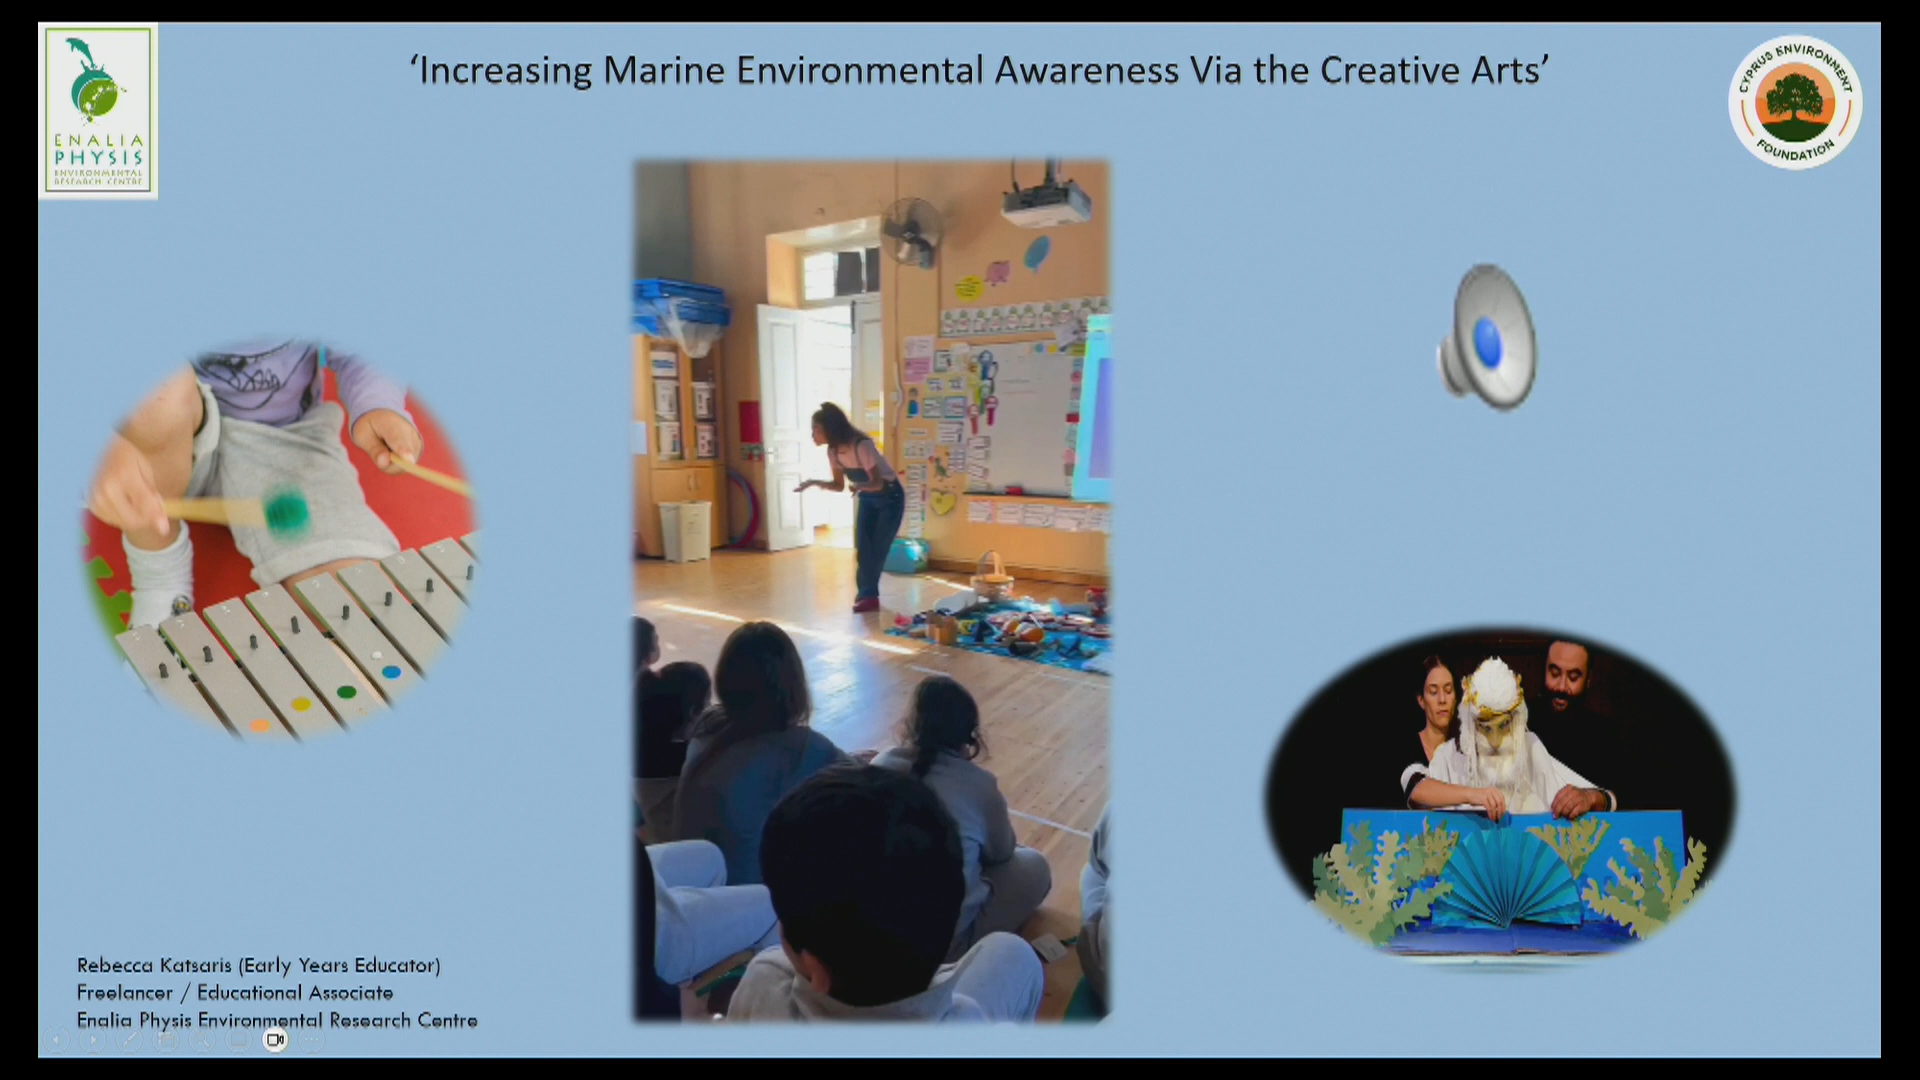 ‘Increasing Marine Environmental Awareness Via the Creative Arts’
ENALIA
PHYSIS
ENVIRONMENTAL
RESEARCH CENTRE
CYPRUS ENVIRONMENT
FOUNDATION
Rebecca Katsaris (Early Years Educator)
Freelancer / Educational Associate
Enalia Physis Environmental Research Centre